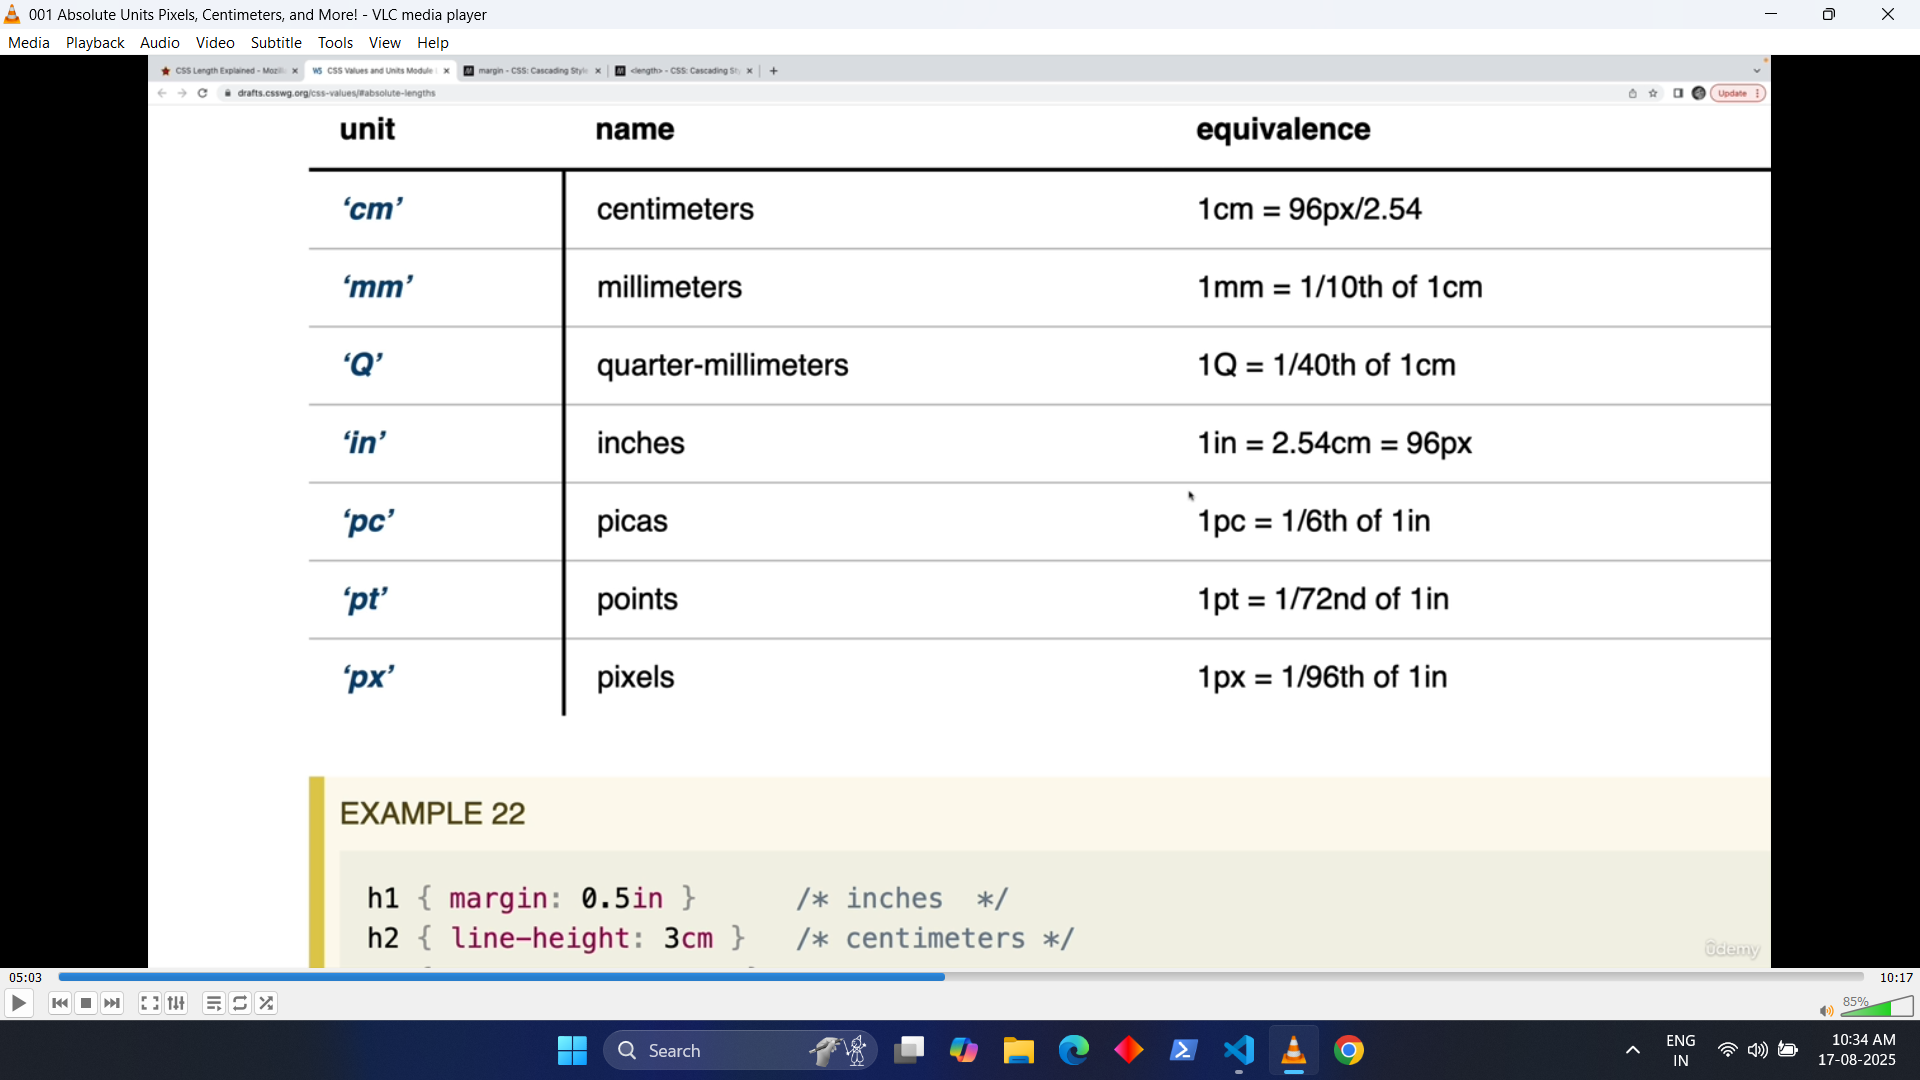 001 Absolute Units Pixels, Centimeters, and More! - VLC media player
Media Playback Audio Video Subtitle Tools View Help
CSS Length Explained - Mozil
CSS Values and Units Module
margin - CSS: Cascading Style
<length> - CSS: Cascading St
drafts.csswg.org/css-values/#absolute-lengths
Update
unit name equivalence
‘cm’ centimeters 1cm = 96px/2.54
‘mm’ millimeters 1mm = 1/10th of 1cm
‘Q’ quarter-millimeters 1Q = 1/40th of 1cm
‘in’ inches 1in = 2.54cm = 96px
‘pc’ picas 1pc = 1/6th of 1in
‘pt’ points 1pt = 1/72nd of 1in
‘px’ pixels 1px = 1/96th of 1in
EXAMPLE 22
h1 { margin: 0.5in } /* inches */
h2 { line-height: 3cm } /* centimeters */
ûdemy
05:03 10:17
85%
Search
ENG
IN
10:34 AM
17-08-2025